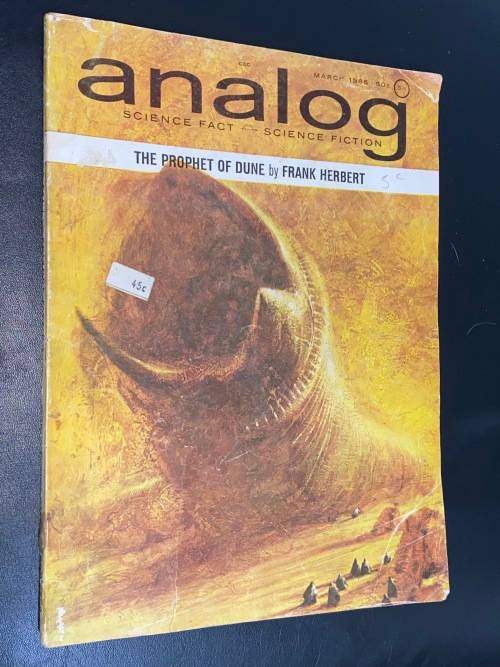 analog
MARCH 1965 50¢
SCIENCE FACT SCIENCE FICTION
THE PROPHET OF DUNE by FRANK HERBERT
45¢